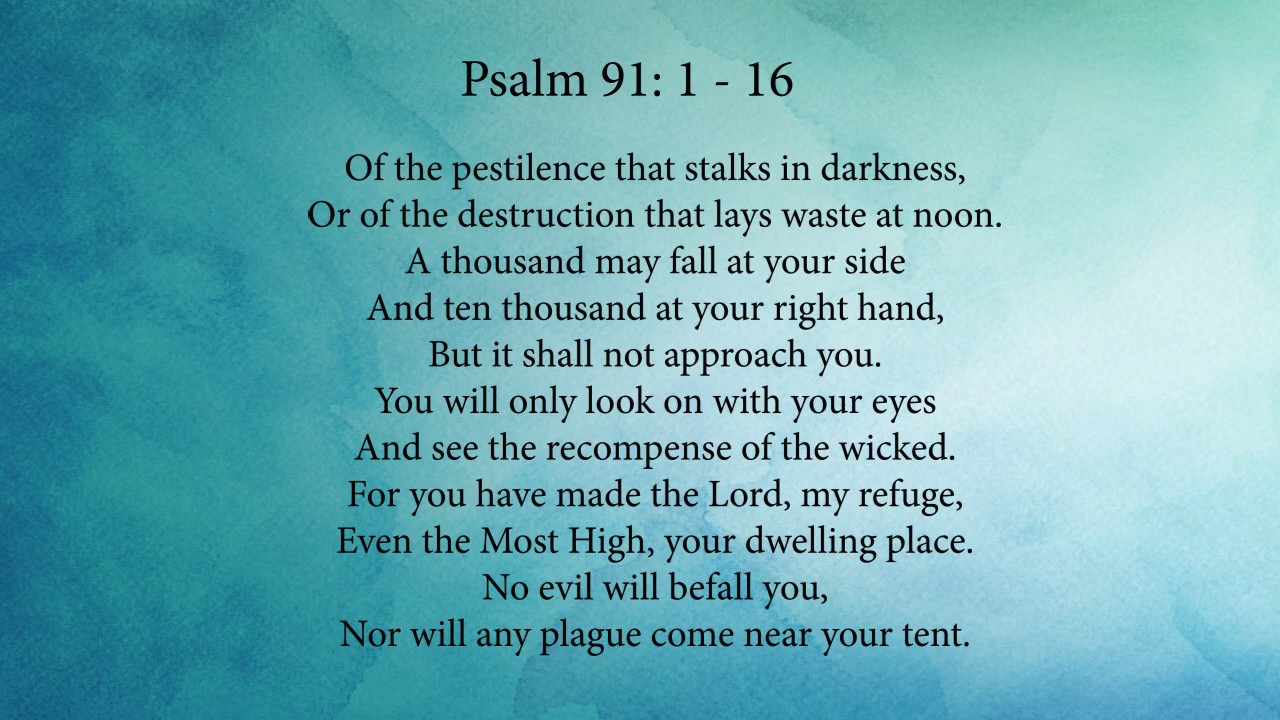 Psalm 91: 1 - 16
Of the pestilence that stalks in darkness,
Or of the destruction that lays waste at noon.
A thousand may fall at your side
And ten thousand at your right hand,
But it shall not approach you.
You will only look on with your eyes
And see the recompense of the wicked.
For you have made the Lord, my refuge,
Even the Most High, your dwelling place.
No evil will befall you,
Nor will any plague come near your tent.